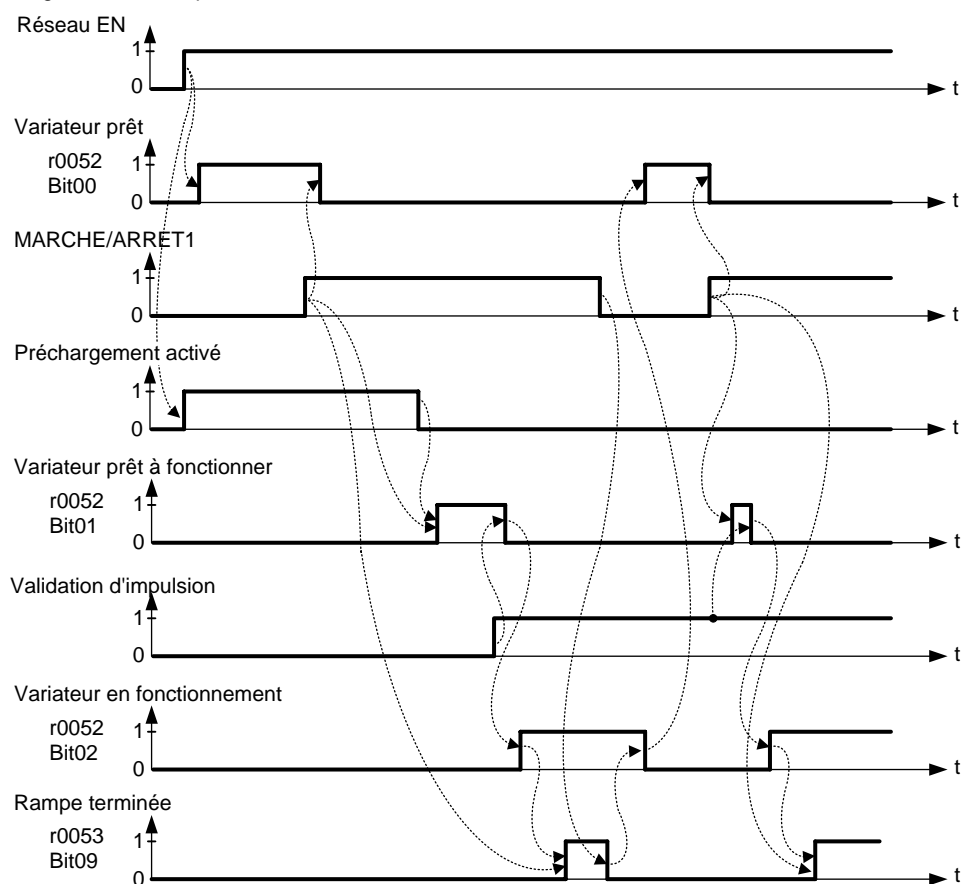 Réseau EN
1
0
t
Variateur prêt
r0052
Bit00
1
0
t
MARCHE/ARRET1
1
0
t
Préchargement activé
1
0
t
Variateur prêt à fonctionner
r0052
Bit01
1
0
t
Validation d'impulsion
1
0
t
Variateur en fonctionnement
r0052
Bit02
1
0
t
Rampe terminée
r0053
Bit09
1
0
t